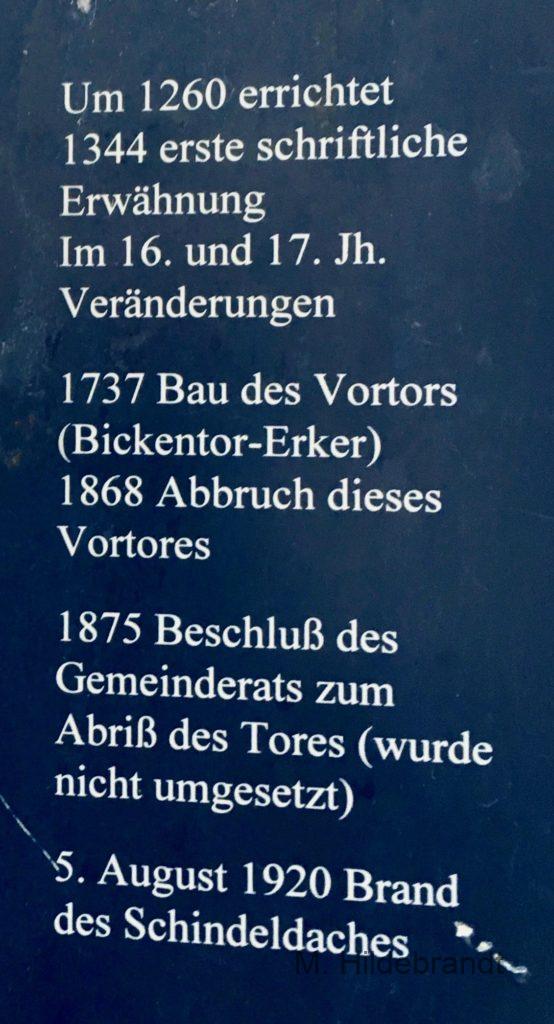 Um 1260 errichtet
1344 erste schriftliche
Erwähnung
Im 16. und 17. Jh.
Veränderungen
1737 Bau des Vortors
(Bickentor-Erker)
1868 Abbruch dieses
Vortores
1875 Beschluß des
Gemeinderats zum
Abriß des Tores (wurde
nicht umgesetzt)
5. August 1920 Brand
des Schindeldaches
M. Hildebrandt